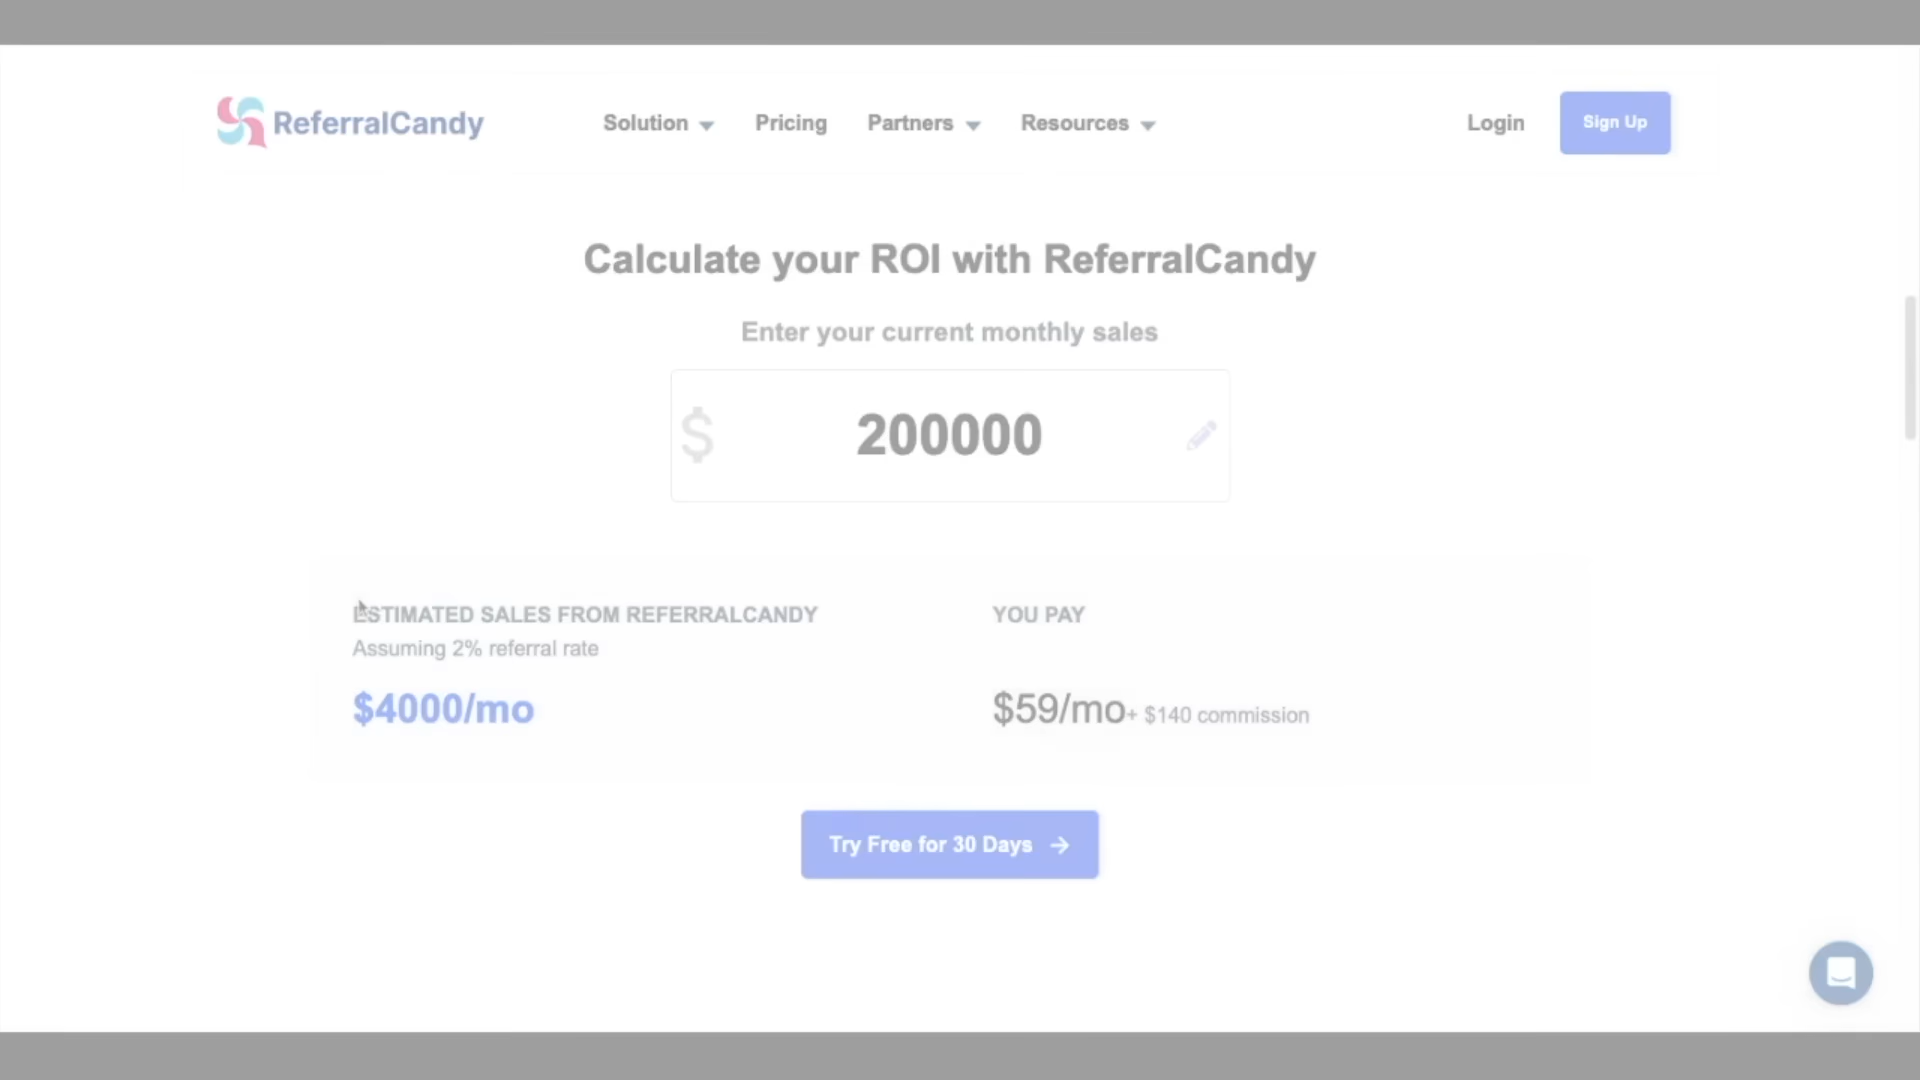 ReferralCandy
Solution
Pricing
Partners
Resources
Login
Sign Up
Calculate your ROI with ReferralCandy
Enter your current monthly sales
$ 200000
ESTIMATED SALES FROM REFERRALCANDY
Assuming 2% referral rate
$4000/mo
YOU PAY
$59/mo + $140 commission
Try Free for 30 Days →